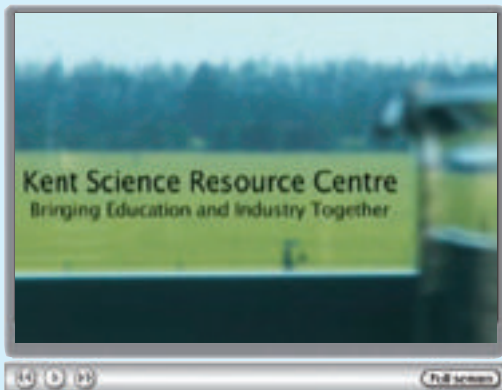 Kent Science Resource Centre
Bringing Education and Industry Together
Full screen